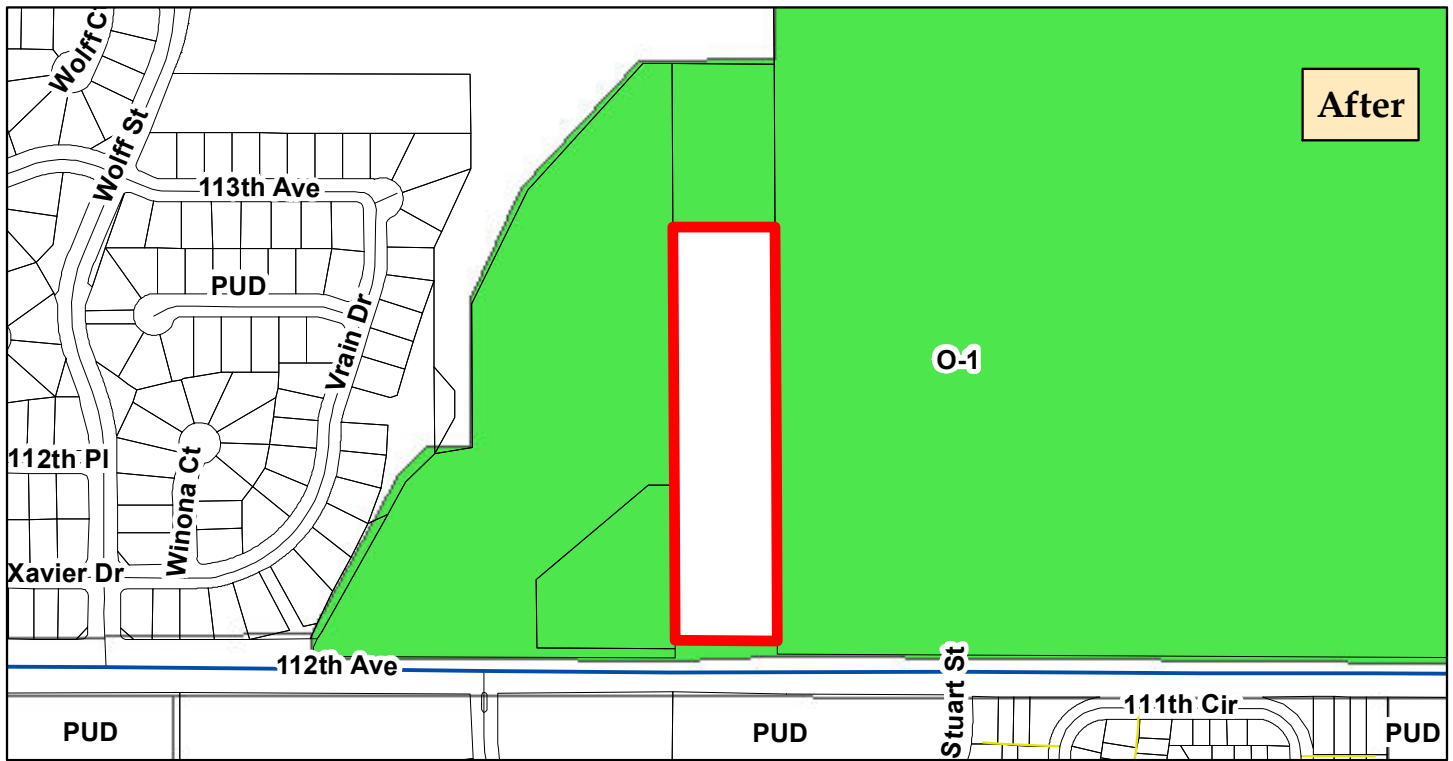 Wolff Ct
Wolff St
After
113th Ave
PUD
Vrain Dr
O-1
112th Pl
Winona Ct
Xavier Dr
112th Ave
Stuart St
111th Cir
PUD
PUD
PUD